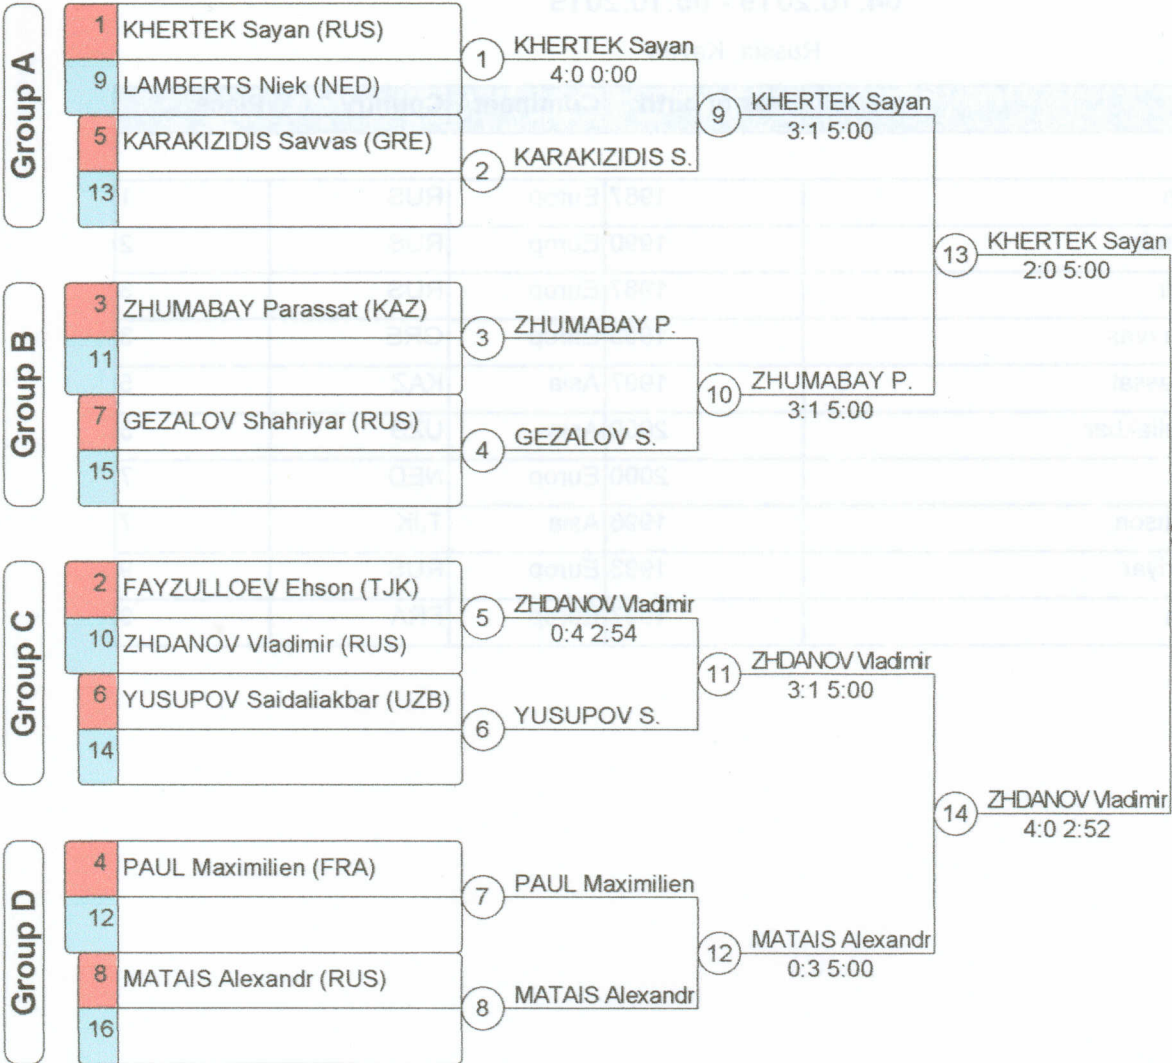 Group A
1 KHERTEK Sayan (RUS)
9 LAMBERTS Niek (NED)
5 KARAKIZIDIS Savvas (GRE)
13
1 KHERTEK Sayan
4:0 0:00
2 KARAKIZIDIS S.
9 KHERTEK Sayan
3:1 5:00
Group B
3 ZHUMABAY Parassat (KAZ)
11
7 GEZALOV Shahriyar (RUS)
15
3 ZHUMABAY P.
4 GEZALOV S.
10 ZHUMABAY P.
3:1 5:00
13 KHERTEK Sayan
2:0 5:00
Group C
2 FAYZULLOEV Ehson (TJK)
10 ZHDANOV Vladimir (RUS)
6 YUSUPOV Saidaliakbar (UZB)
14
5 ZHDANOV Vladimir
0:4 2:54
6 YUSUPOV S.
11 ZHDANOV Vladimir
3:1 5:00
Group D
4 PAUL Maximilien (FRA)
12
8 MATAIS Alexandr (RUS)
16
7 PAUL Maximilien
8 MATAIS Alexandr
12 MATAIS Alexandr
0:3 5:00
14 ZHDANOV Vladimir
4:0 2:52